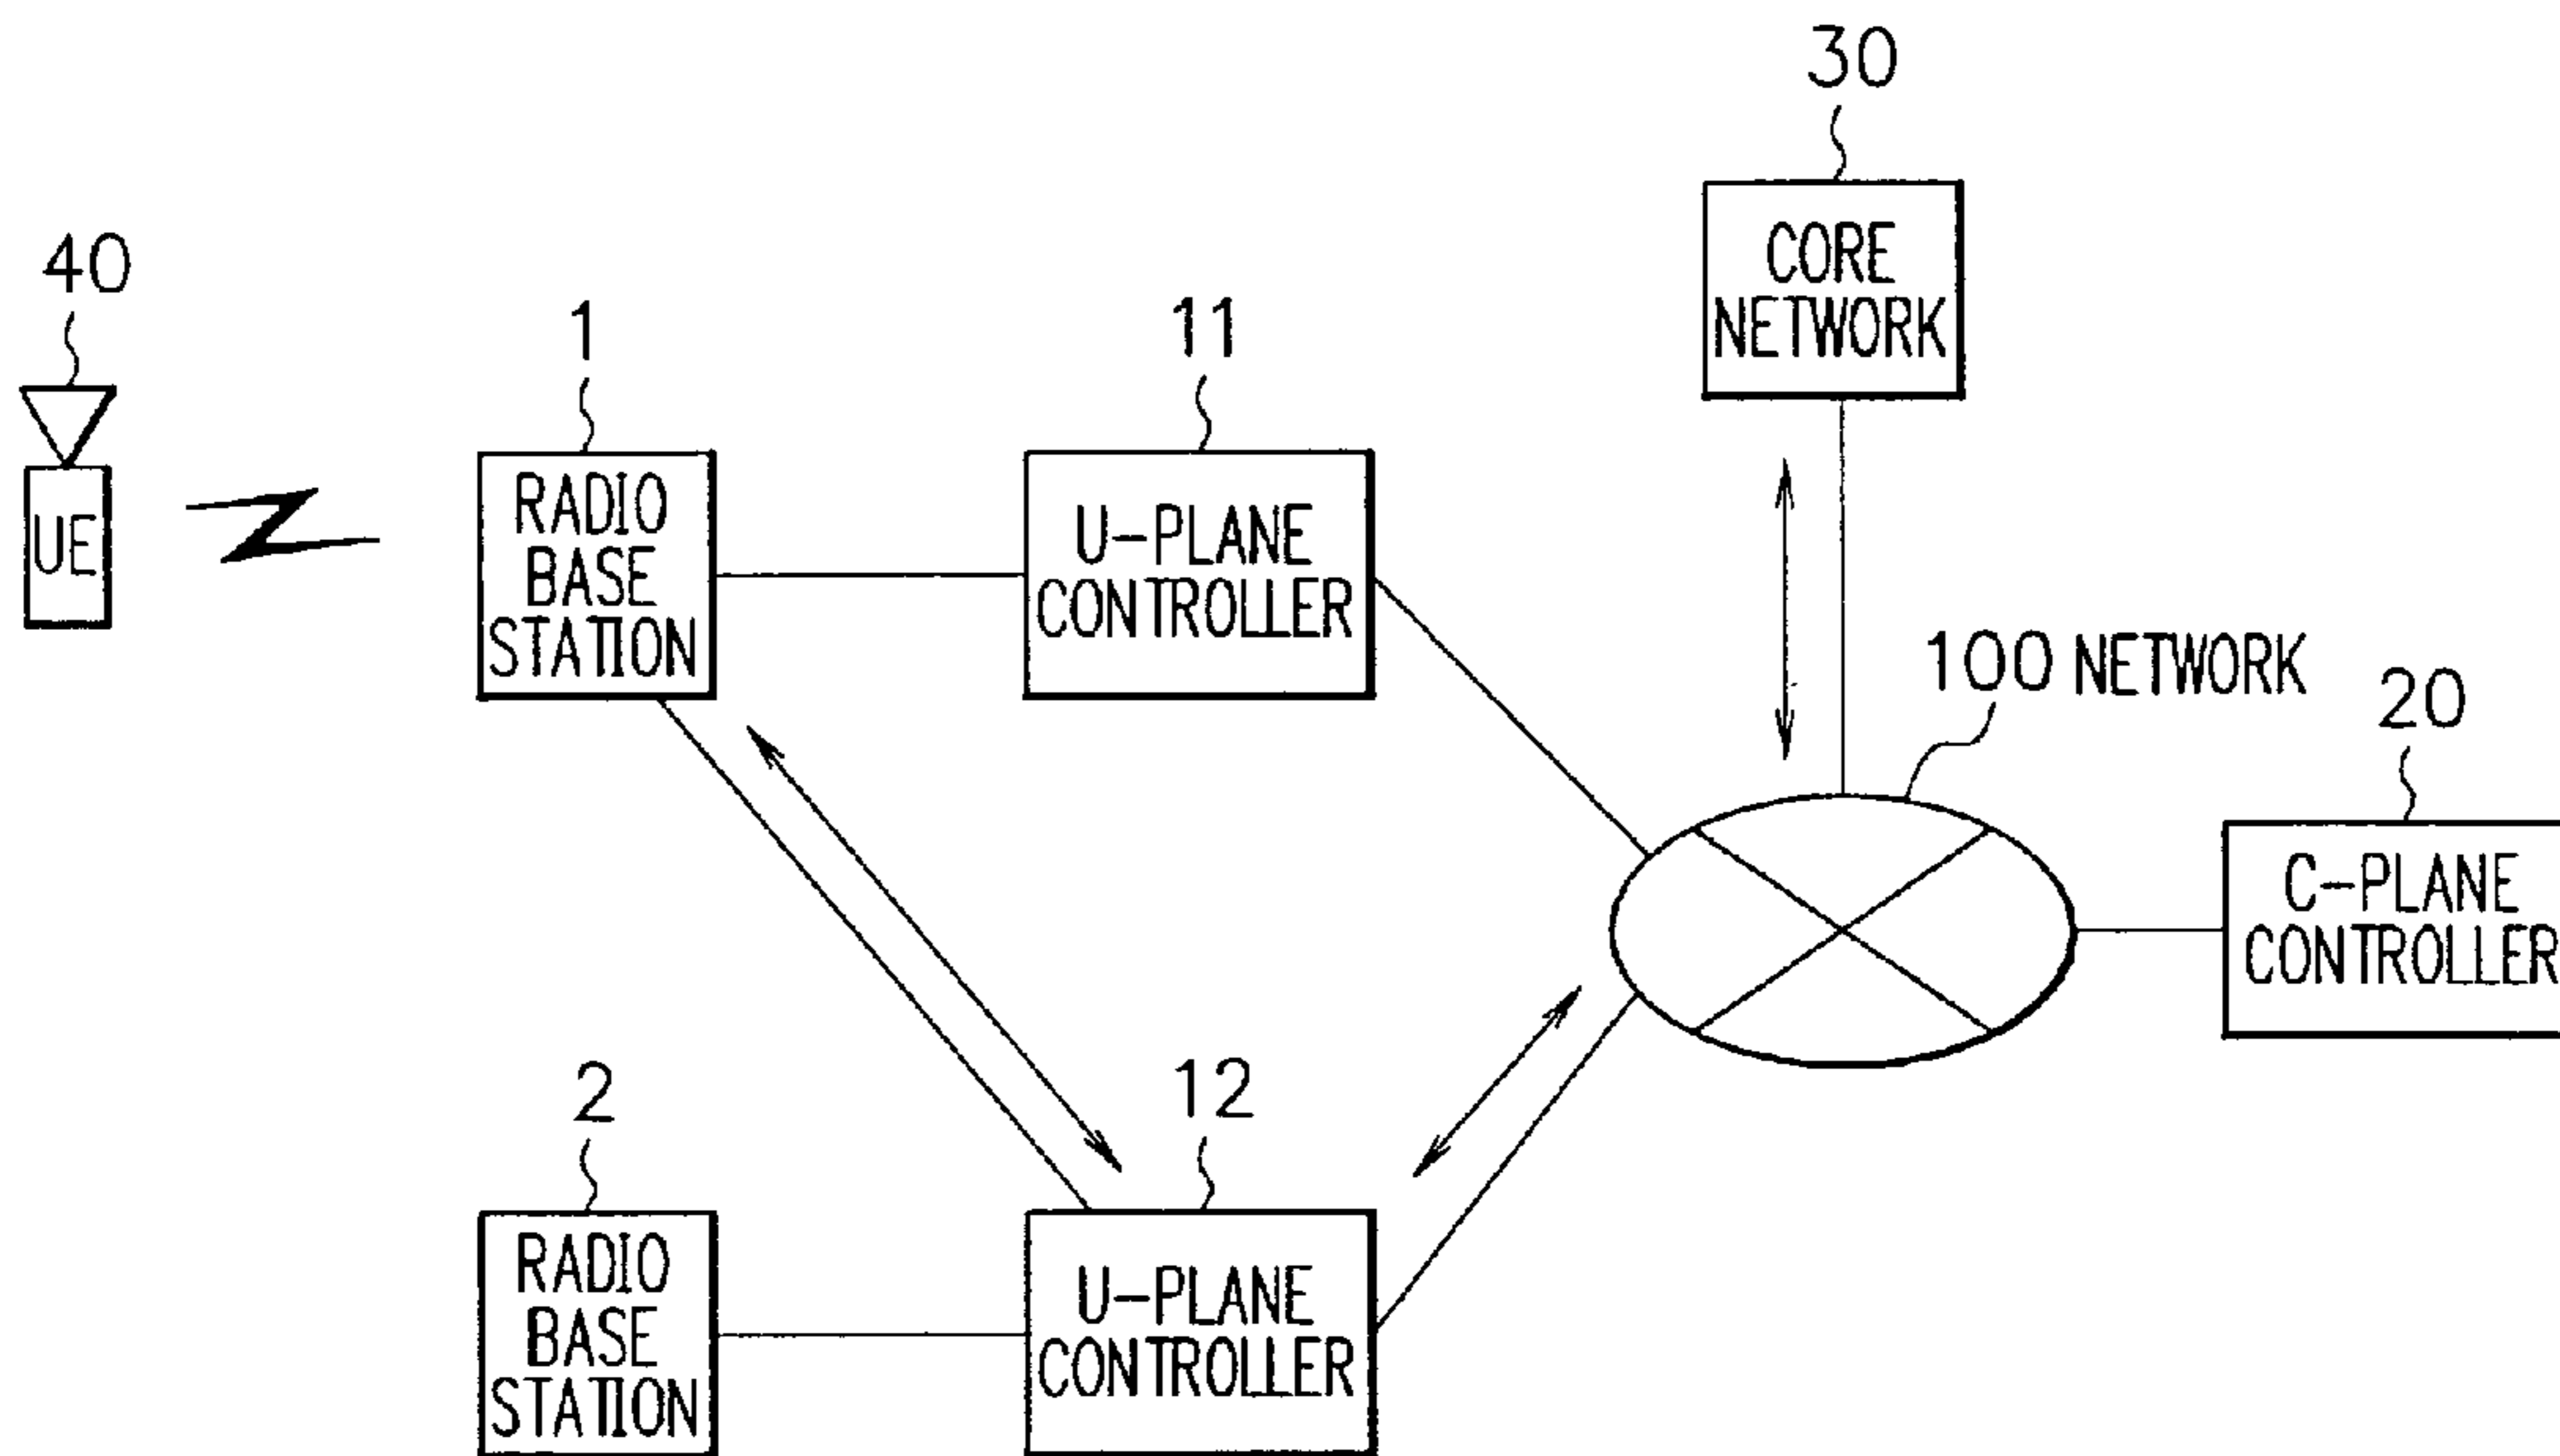 30
CORE
NETWORK
40
UE
1
RADIO
BASE
STATION
11
U-PLANE
CONTROLLER
100 NETWORK
20
C-PLANE
CONTROLLER
2
RADIO
BASE
STATION
12
U-PLANE
CONTROLLER